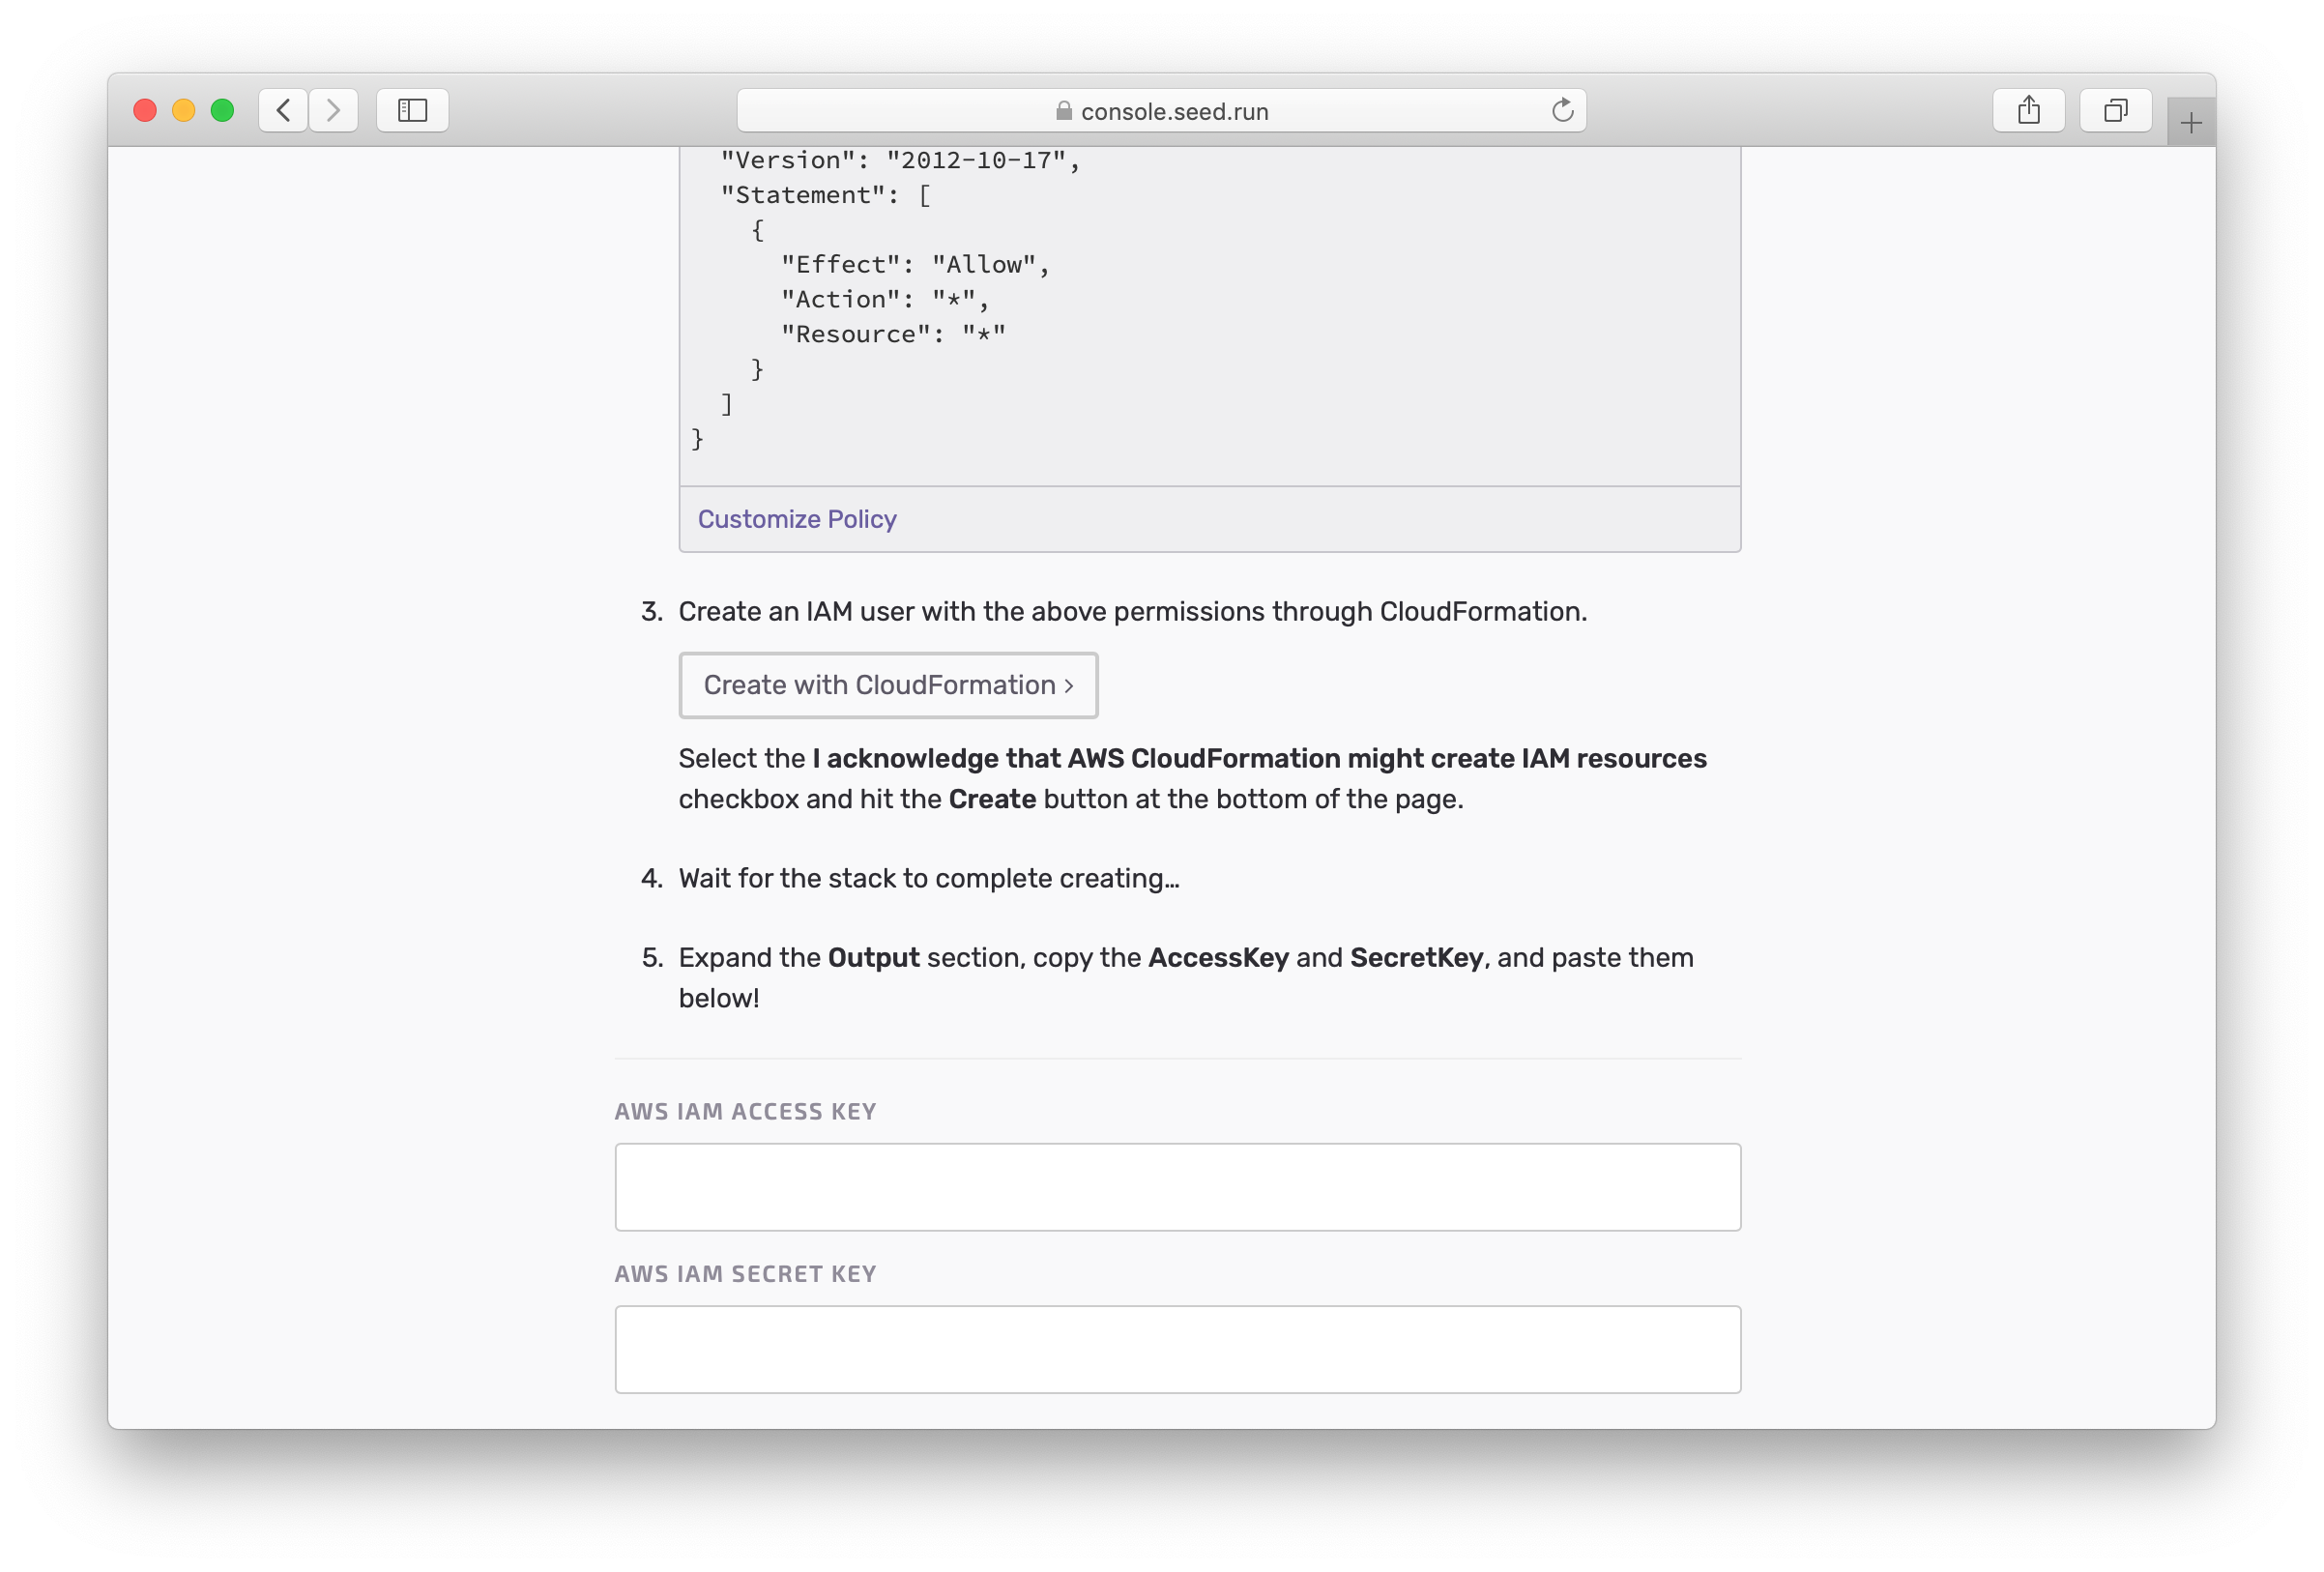 console.seed.run
"Version": "2012-10-17",
"Statement": [
{
"Effect": "Allow",
"Action": "*",
"Resource": "*"
}
]
}
Customize Policy
3. Create an IAM user with the above permissions through CloudFormation.
Create with CloudFormation ›
Select the I acknowledge that AWS CloudFormation might create IAM resources
checkbox and hit the Create button at the bottom of the page.
4. Wait for the stack to complete creating…
5. Expand the Output section, copy the AccessKey and SecretKey, and paste them
below!
AWS IAM ACCESS KEY
AWS IAM SECRET KEY